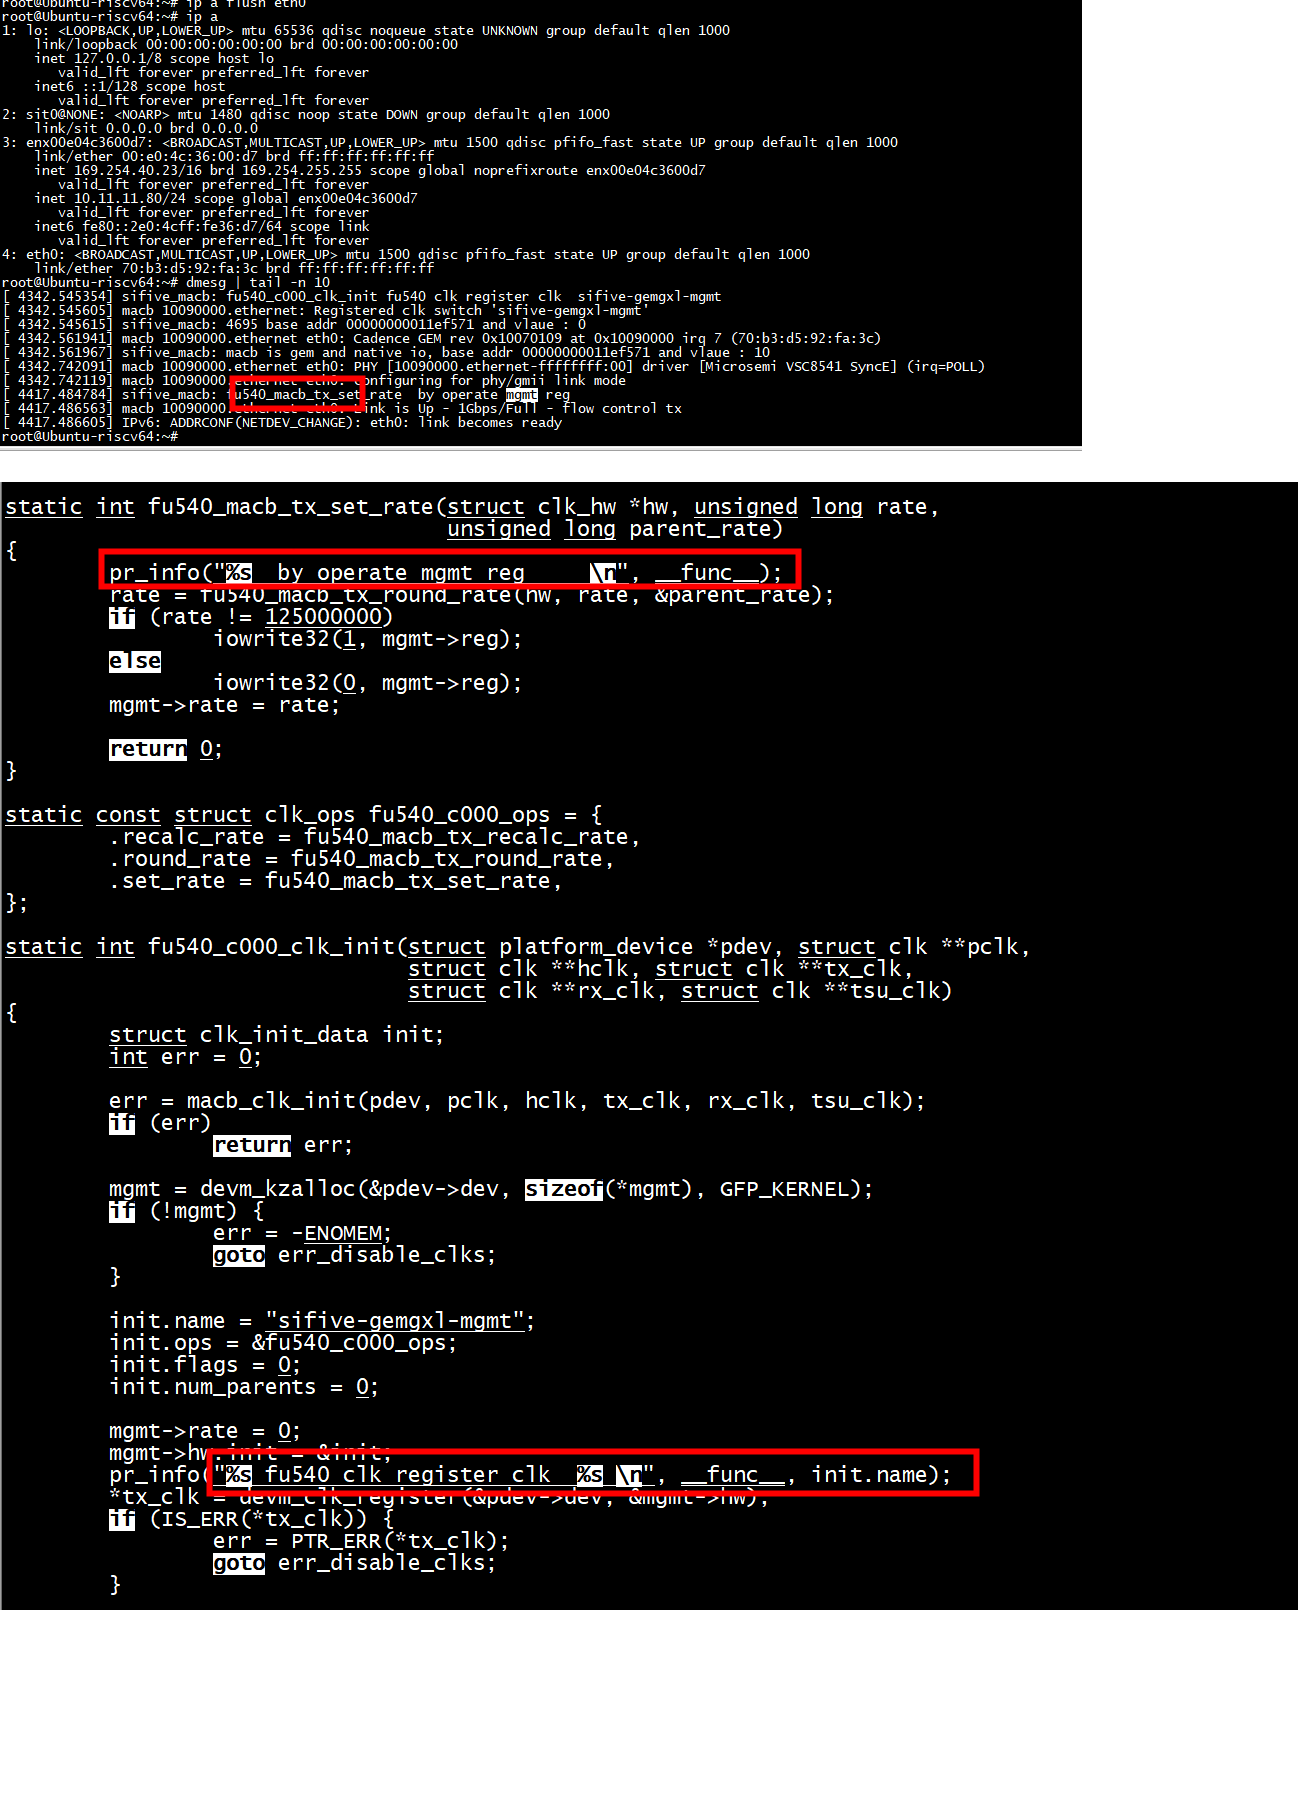 root@Ubuntu-riscv64:~# ip a flush eth0
root@Ubuntu-riscv64:~# ip a
1: lo: <LOOPBACK,UP,LOWER_UP> mtu 65536 qdisc noqueue state UNKNOWN group default qlen 1000
    link/loopback 00:00:00:00:00:00 brd 00:00:00:00:00:00
    inet 127.0.0.1/8 scope host lo
       valid_lft forever preferred_lft forever
    inet6 ::1/128 scope host
       valid_lft forever preferred_lft forever
2: sit0@NONE: <NOARP> mtu 1480 qdisc noop state DOWN group default qlen 1000
    link/sit 0.0.0.0 brd 0.0.0.0
3: enx00e04c3600d7: <BROADCAST,MULTICAST,UP,LOWER_UP> mtu 1500 qdisc pfifo_fast state UP group default qlen 1000
    link/ether 00:e0:4c:36:00:d7 brd ff:ff:ff:ff:ff:ff
    inet 169.254.40.23/16 brd 169.254.255.255 scope global noprefixroute enx00e04c3600d7
       valid_lft forever preferred_lft forever
    inet 10.11.11.80/24 scope global enx00e04c3600d7
       valid_lft forever preferred_lft forever
    inet6 fe80::2e0:4cff:fe36:d7/64 scope link
       valid_lft forever preferred_lft forever
4: eth0: <BROADCAST,MULTICAST,UP,LOWER_UP> mtu 1500 qdisc pfifo_fast state UP group default qlen 1000
    link/ether 70:b3:d5:92:fa:3c brd ff:ff:ff:ff:ff:ff
root@Ubuntu-riscv64:~# dmesg | tail -n 10
[ 4342.545354] sifive_macb: fu540_c000_clk_init fu540 clk register clk  sifive-gemgxl-mgmt
[ 4342.545605] macb 10090000.ethernet: Registered clk switch 'sifive-gemgxl-mgmt'
[ 4342.545615] sifive_macb: 4695 base addr 00000000011ef571 and vlaue : 0
[ 4342.561941] macb 10090000.ethernet eth0: Cadence GEM rev 0x10070109 at 0x10090000 irq 7 (70:b3:d5:92:fa:3c)
[ 4342.561967] sifive_macb: macb is gem and native io, base addr 00000000011ef571 and vlaue : 10
[ 4342.742091] macb 10090000.ethernet eth0: PHY [10090000.ethernet-ffffffff:00] driver [Microsemi VSC8541 SyncE] (irq=POLL)
[ 4342.742119] macb 10090000.ethernet eth0: configuring for phy/gmii link mode
[ 4417.484784] sifive_macb: fu540_macb_tx_set_rate  by operate mgmt reg
[ 4417.486563] macb 10090000.ethernet eth0: Link is Up - 1Gbps/Full - flow control tx
[ 4417.486605] IPv6: ADDRCONF(NETDEV_CHANGE): eth0: link becomes ready
root@Ubuntu-riscv64:~#
static int fu540_macb_tx_set_rate(struct clk_hw *hw, unsigned long rate,
                                  unsigned long parent_rate)
{
        pr_info("%s  by operate mgmt reg     \n", __func__);
        rate = fu540_macb_tx_round_rate(hw, rate, &parent_rate);
        if (rate != 125000000)
                iowrite32(1, mgmt->reg);
        else
                iowrite32(0, mgmt->reg);
        mgmt->rate = rate;
        return 0;
}
static const struct clk_ops fu540_c000_ops = {
        .recalc_rate = fu540_macb_tx_recalc_rate,
        .round_rate = fu540_macb_tx_round_rate,
        .set_rate = fu540_macb_tx_set_rate,
};
static int fu540_c000_clk_init(struct platform_device *pdev, struct clk **pclk,
                               struct clk **hclk, struct clk **tx_clk,
                               struct clk **rx_clk, struct clk **tsu_clk)
{
        struct clk_init_data init;
        int err = 0;
        err = macb_clk_init(pdev, pclk, hclk, tx_clk, rx_clk, tsu_clk);
        if (err)
                return err;
        mgmt = devm_kzalloc(&pdev->dev, sizeof(*mgmt), GFP_KERNEL);
        if (!mgmt) {
                err = -ENOMEM;
                goto err_disable_clks;
        }
        init.name = "sifive-gemgxl-mgmt";
        init.ops = &fu540_c000_ops;
        init.flags = 0;
        init.num_parents = 0;
        mgmt->rate = 0;
        mgmt->hw.init = &init;
        pr_info("%s fu540 clk register clk  %s \n", __func__, init.name);
        *tx_clk = devm_clk_register(&pdev->dev, &mgmt->hw);
        if (IS_ERR(*tx_clk)) {
                err = PTR_ERR(*tx_clk);
                goto err_disable_clks;
        }